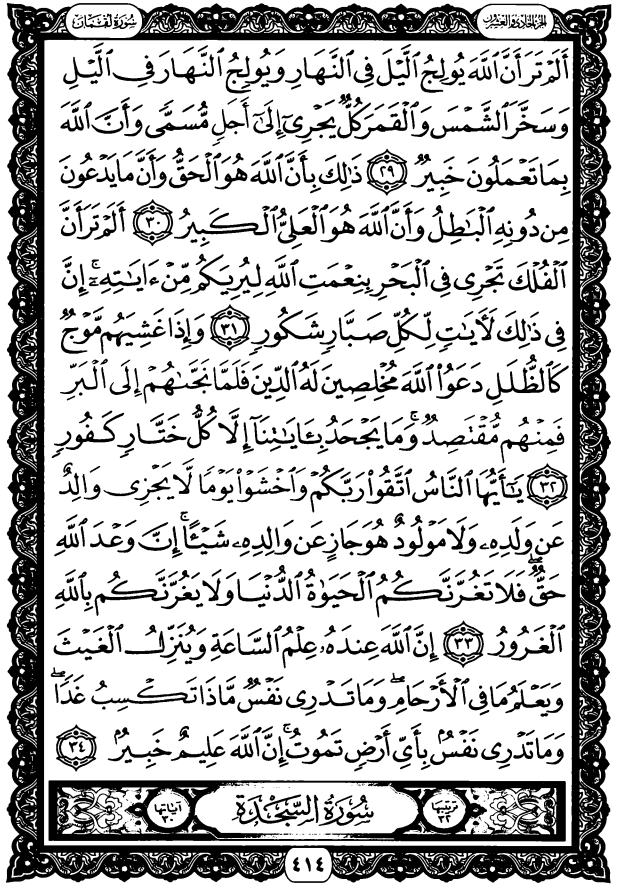 الجزء الحادي والعشرون
سورة لقمان
أَلَمۡ تَرَ أَنَّ ٱللَّهَ يُولِجُ ٱلَّيۡلَ فِي ٱلنَّهَارِ وَيُولِجُ ٱلنَّهَارَ فِي ٱلَّيۡلِ
وَسَخَّرَ ٱلشَّمۡسَ وَٱلۡقَمَرَۖ كُلّٞ يَجۡرِيٓ إِلَىٰٓ أَجَلٖ مُّسَمّٗى وَأَنَّ ٱللَّهَ
بِمَا تَعۡمَلُونَ خَبِيرٞ ٢٩ ذَٰلِكَ بِأَنَّ ٱللَّهَ هُوَ ٱلۡحَقُّ وَأَنَّ مَا يَدۡعُونَ
مِن دُونِهِ ٱلۡبَٰطِلُ وَأَنَّ ٱللَّهَ هُوَ ٱلۡعَلِيُّ ٱلۡكَبِيرُ ٣٠ أَلَمۡ تَرَ أَنَّ
ٱلۡفُلۡكَ تَجۡرِي فِي ٱلۡبَحۡرِ بِنِعۡمَتِ ٱللَّهِ لِيُرِيَكُم مِّنۡ ءَايَٰتِهِۦٓۚ إِنَّ
فِي ذَٰلِكَ لَأٓيَٰتٖ لِّكُلِّ صَبَّارٖ شَكُورٖ ٣١ وَإِذَا غَشِيَهُم مَّوۡجٞ
كَٱلظُّلَلِ دَعَوُاْ ٱللَّهَ مُخۡلِصِينَ لَهُ ٱلدِّينَ فَلَمَّا نَجَّىٰهُمۡ إِلَى ٱلۡبَرِّ
فَمِنۡهُم مُّقۡتَصِدٞۚ وَمَا يَجۡحَدُ بِـَٔايَٰتِنَآ إِلَّا كُلُّ خَتَّارٖ كَفُورٖ
٣٢ يَٰٓأَيُّهَا ٱلنَّاسُ ٱتَّقُواْ رَبَّكُمۡ وَٱخۡشَوۡاْ يَوۡمٗا لَّا يَجۡزِي وَالِدٌ
عَن وَلَدِهِۦ وَلَا مَوۡلُودٌ هُوَ جَازٍ عَن وَالِدِهِۦ شَيۡـًٔاۚ إِنَّ وَعۡدَ ٱللَّهِ
حَقّٞۖ فَلَا تَغُرَّنَّكُمُ ٱلۡحَيَوٰةُ ٱلدُّنۡيَا وَلَا يَغُرَّنَّكُم بِٱللَّهِ
ٱلۡغَرُورُ ٣٣ إِنَّ ٱللَّهَ عِندَهُۥ عِلۡمُ ٱلسَّاعَةِ وَيُنَزِّلُ ٱلۡغَيۡثَ
وَيَعۡلَمُ مَا فِي ٱلۡأَرۡحَامِۖ وَمَا تَدۡرِي نَفۡسٞ مَّاذَا تَكۡسِبُ غَدٗاۖ
وَمَا تَدۡرِي نَفۡسُۢ بِأَيِّ أَرۡضٖ تَمُوتُۚ إِنَّ ٱللَّهَ عَلِيمٌ خَبِيرُۢ ٣٤
ترتيبها ٣٢ سُورَةُ السَّجۡدَةِ آياتها ٣٠
٤١٤